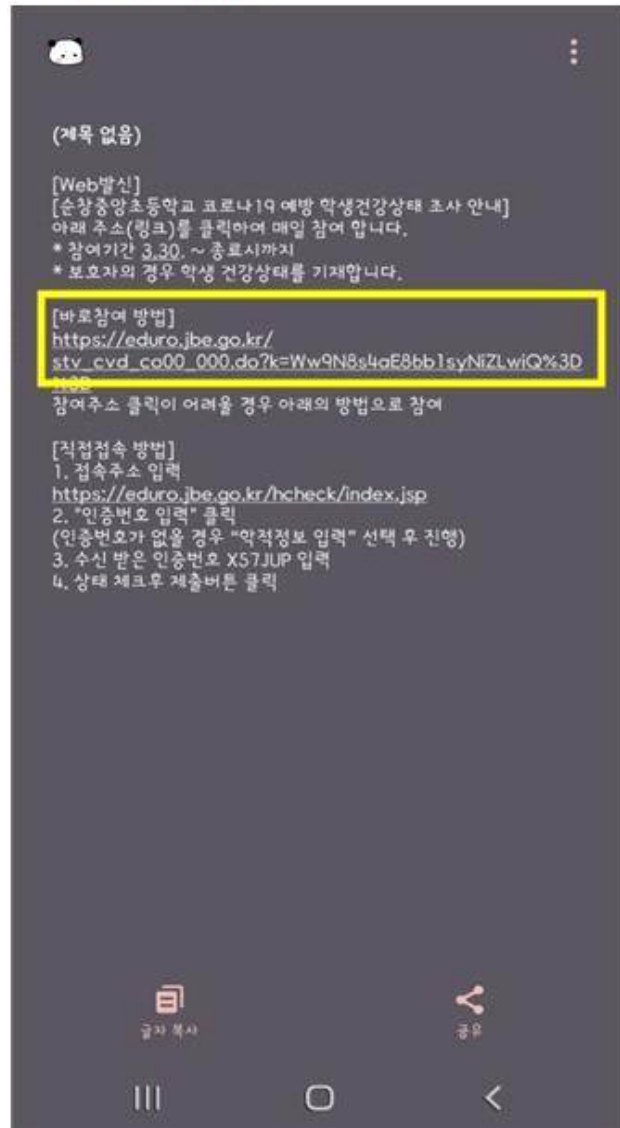 (제목 없음)
[Web발신]
[순창중앙초등학교 코로나19 예방 학생건강상태 조사 안내]
아래 주소(링크)를 클릭하여 매일 참여 합니다.
* 참여기간 3.30. ~ 종료시까지
* 보호자의 경우 학생 건강상태를 기재합니다.
[바로참여 방법]
https://eduro.jbe.go.kr/
stv_cvd_co00_000.do?k=Ww9N8s4aE8bb1syNiZLwiQ%3D
%3D
참여주소 클릭이 어려울 경우 아래의 방법으로 참여
[직접접속 방법]
1. 접속주소 입력
https://eduro.jbe.go.kr/hcheck/index.jsp
2. "인증번호 입력" 클릭
(인증번호가 없을 경우 "학적정보 입력" 선택 후 진행)
3. 수신 받은 인증번호 X57JUP 입력
4. 상태 체크후 제출버튼 클릭
글자 복사
공유